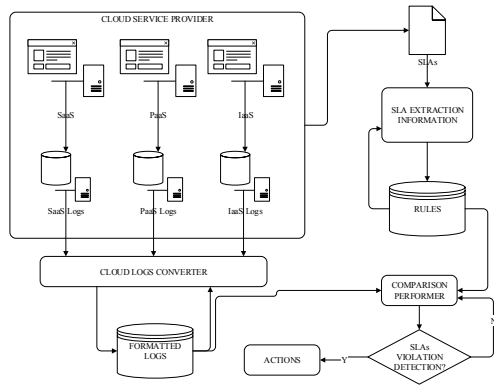 CLOUD SERVICE PROVIDER
SaaS
PaaS
IaaS
SaaS Logs
PaaS Logs
IaaS Logs
CLOUD LOGS CONVERTER
FORMATTED
LOGS
SLAs
SLA EXTRACTION
INFORMATION
RULES
COMPARISON
PERFORMER
SLAs
VIOLATION
DETECTION?
N
Y
ACTIONS